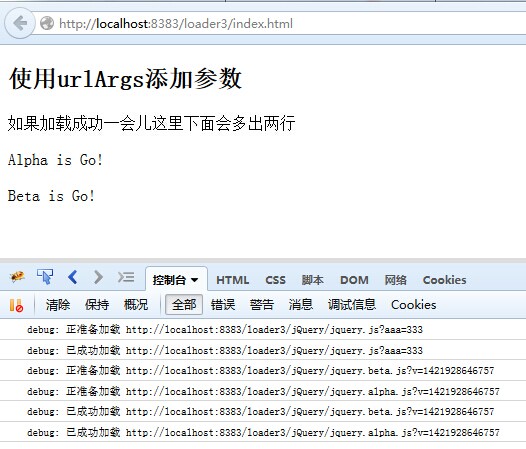 http://localhost:8383/loader3/index.html
使用urlArgs添加参数
如果加载成功一会儿这里下面会多出两行
Alpha is Go!
Beta is Go!
控制台 HTML CSS 脚本 DOM 网络 Cookies
清除 保持 概况 全部 错误 警告 消息 调试信息 Cookies
debug: 正准备加载 http://localhost:8383/loader3/jQuery/jquery.js?aaa=333
debug: 已成功加载 http://localhost:8383/loader3/jQuery/jquery.js?aaa=333
debug: 正准备加载 http://localhost:8383/loader3/jQuery/jquery.beta.js?v=1421928646757
debug: 正准备加载 http://localhost:8383/loader3/jQuery/jquery.alpha.js?v=1421928646757
debug: 已成功加载 http://localhost:8383/loader3/jQuery/jquery.beta.js?v=1421928646757
debug: 已成功加载 http://localhost:8383/loader3/jQuery/jquery.alpha.js?v=1421928646757